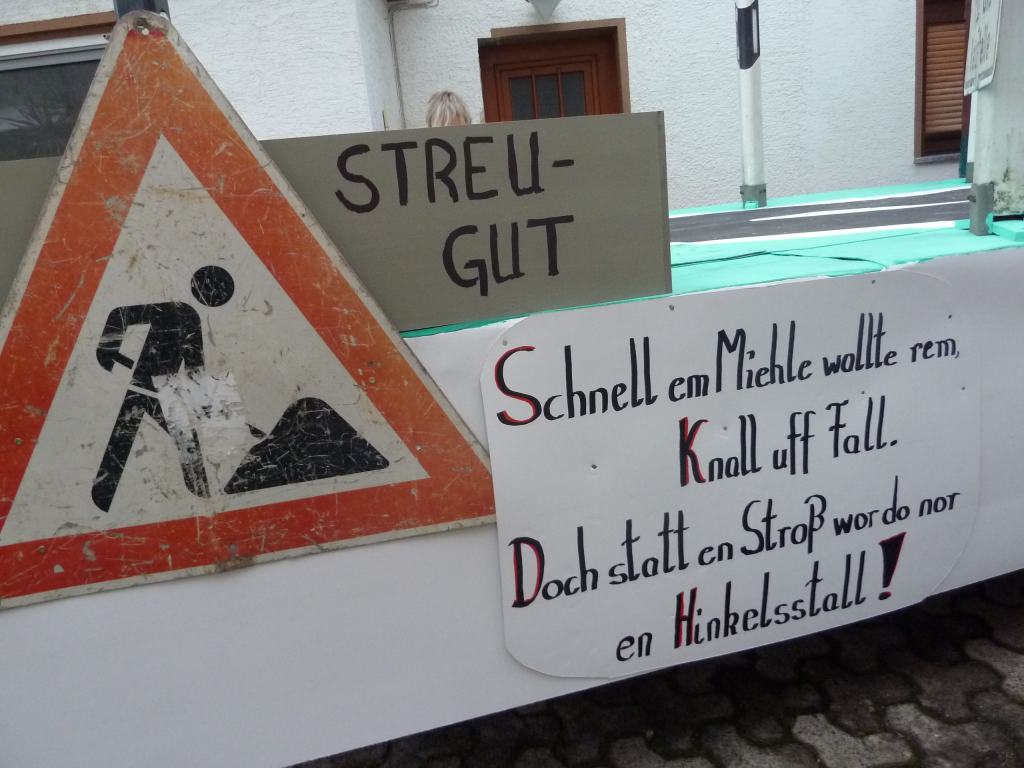 STREU-
GUT
Schnell em Miehle wollte rem,
Knall uff Fall.
Doch statt en Stroß wor do nor
en Hinkelsstall!